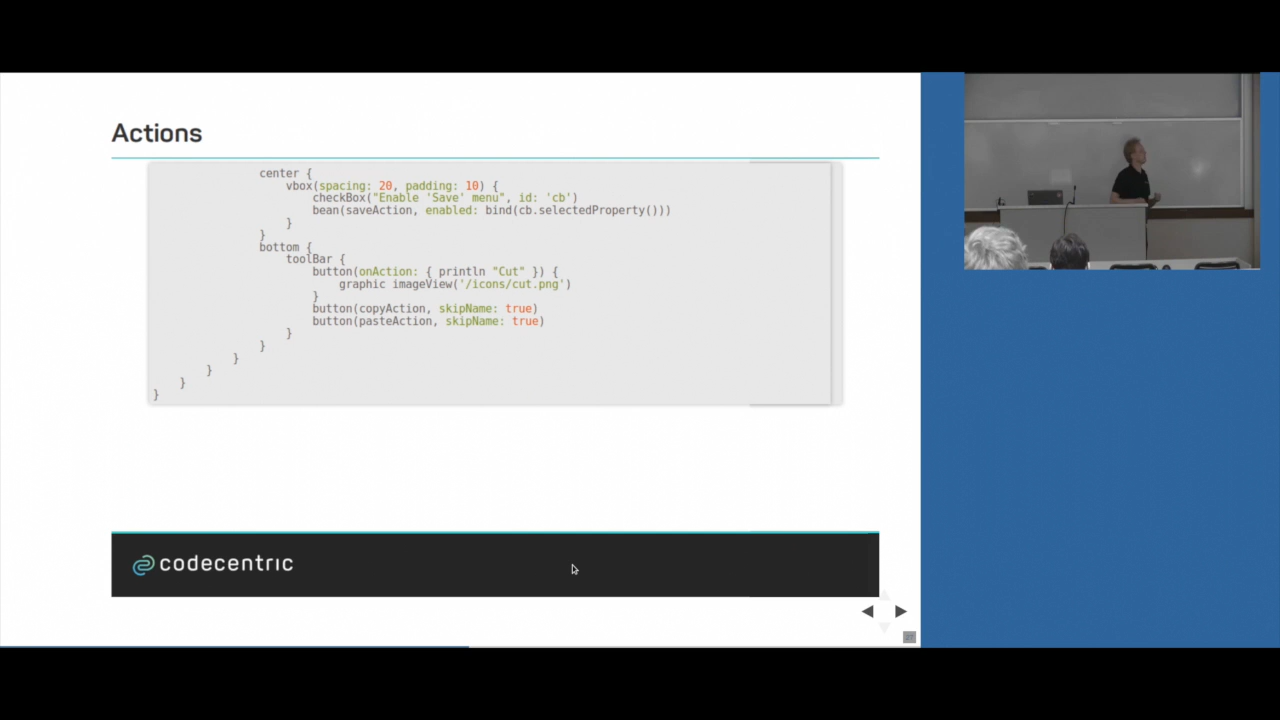 Actions
center {
vbox(spacing: 20, padding: 10) {
checkBox("Enable 'Save' menu", id: 'cb')
bean(saveAction, enabled: bind(cb.selectedProperty()))
}
}
bottom {
toolBar {
button(onAction: { println "Cut" }) {
graphic imageView('/icons/cut.png')
}
button(copyAction, skipName: true)
button(pasteAction, skipName: true)
}
}
}
}
}
}
codecentric